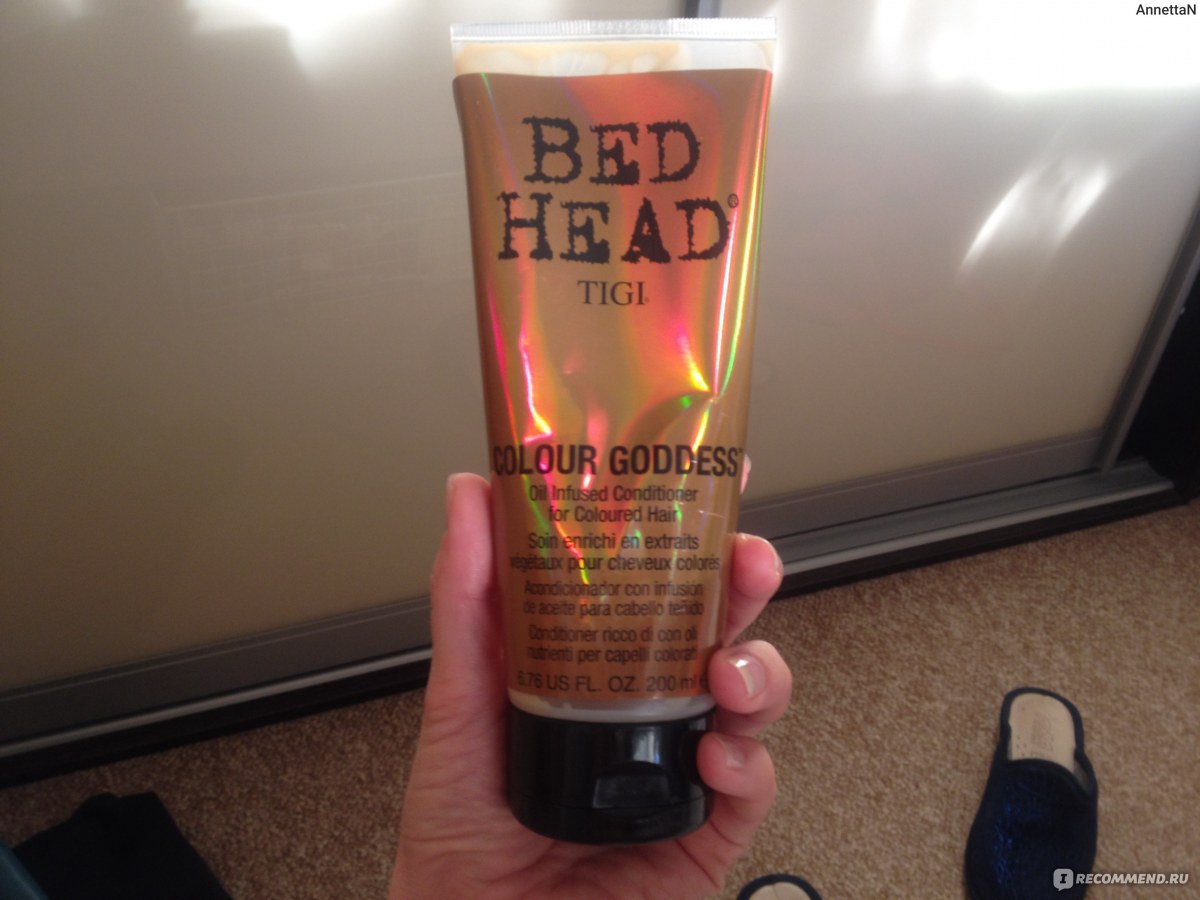 AnnettaN
BED
HEAD®
TIGI®
COLOUR GODDESS™
Oil Infused Conditioner
for Coloured Hair
Soin enrichi en extraits
végétaux pour cheveux colorés
Acondicionador con infusión
de aceite para cabello teñido
Conditioner ricco di con oli
nutrienti per capelli colorati
6.76 US FL. OZ. 200 ml e
IRECOMMEND.RU